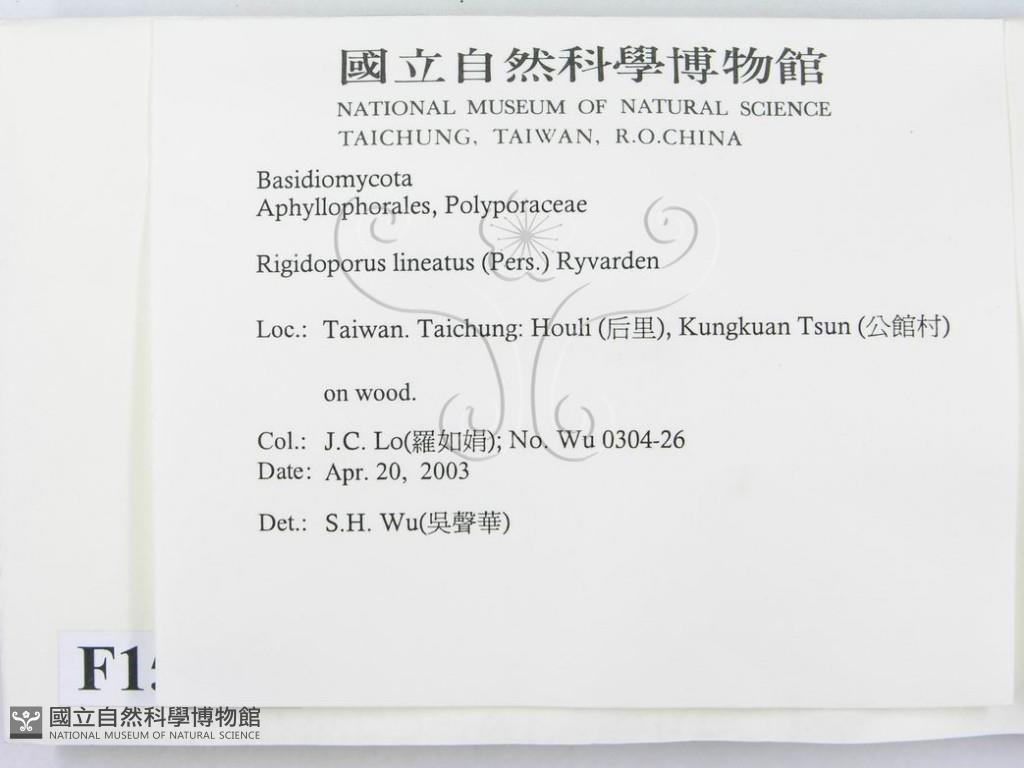 國立自然科學博物館
NATIONAL MUSEUM OF NATURAL SCIENCE
TAICHUNG, TAIWAN, R.O.CHINA
Basidiomycota
Aphyllophorales, Polyporaceae
Rigidoporus lineatus (Pers.) Ryvarden
Loc.: Taiwan. Taichung: Houli (后里), Kungkuan Tsun (公館村)
on wood.
Col.: J.C. Lo(羅如娟); No. Wu 0304-26
Date: Apr. 20, 2003
Det.: S.H. Wu(吳聲華)
國立自然科學博物館
NATIONAL MUSEUM OF NATURAL SCIENCE